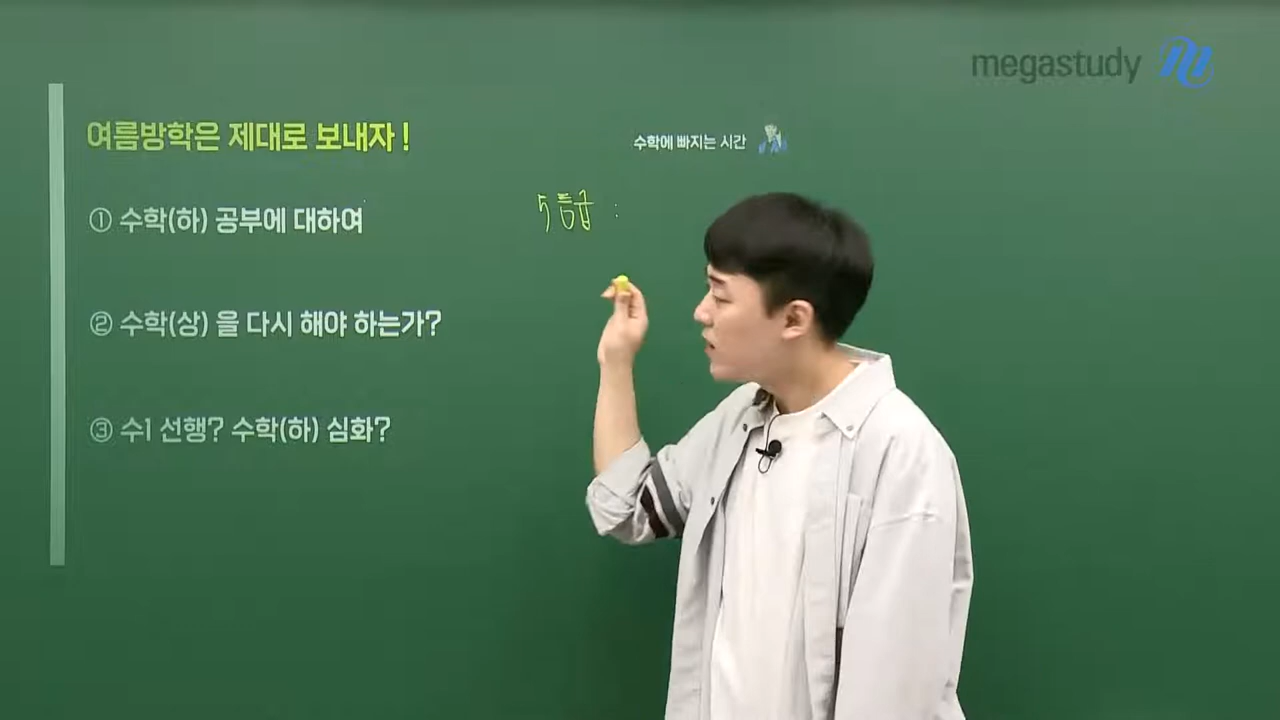 megastudy
여름방학은 제대로 보내자 !
수학에 빠지는 시간
① 수학(하) 공부에 대하여
5등급 :
② 수학(상) 을 다시 해야 하는가?
③ 수1 선행? 수학(하) 심화?